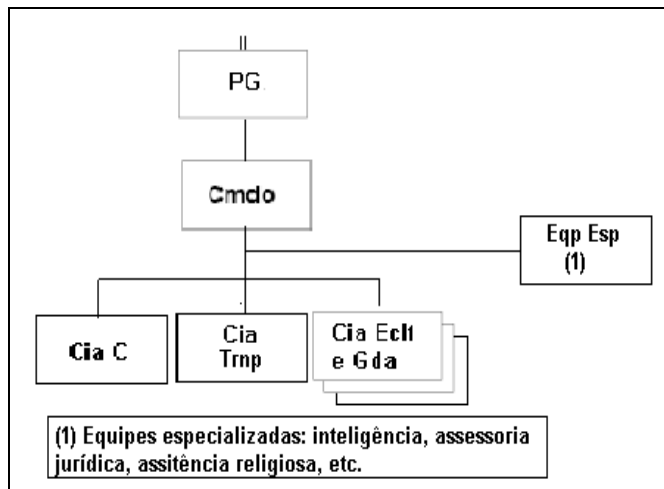 ||
PG
Cmdo
Eqp Esp
(1)
Cia C
Cia
Trnp
Cia Eclt
e Gda
(1) Equipes especializadas: inteligência, assessoria
jurídica, assitência religiosa, etc.